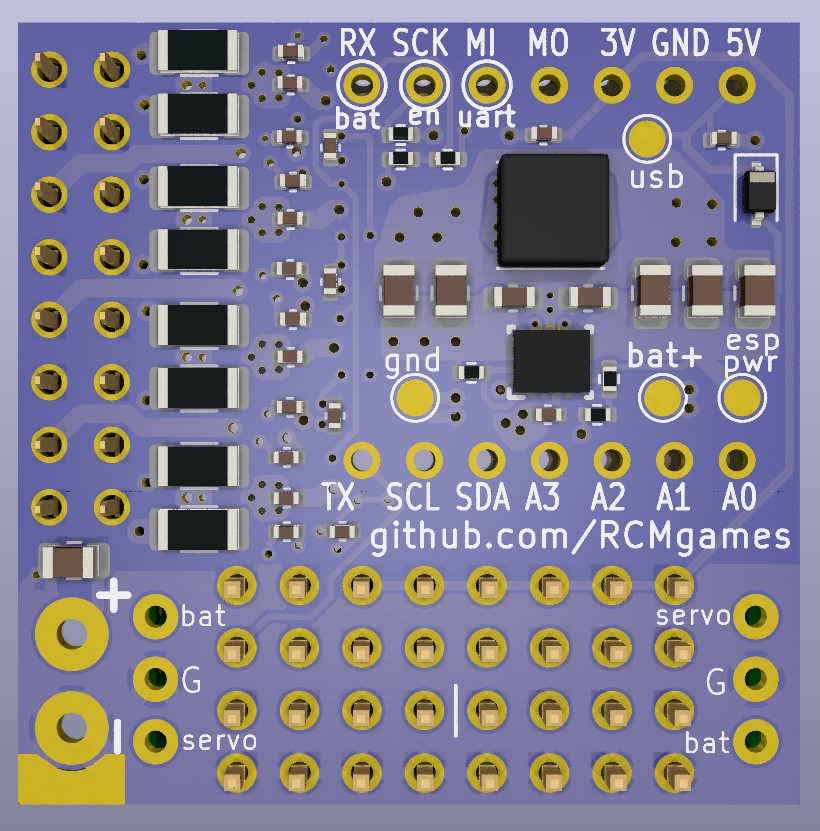 RX SCK MI MO 3V GND 5V
bat en uart
usb
esp
gnd bat+ pwr
TX SCL SDA A3 A2 A1 A0
github.com/RCMgames
+
bat servo
G G
- servo bat